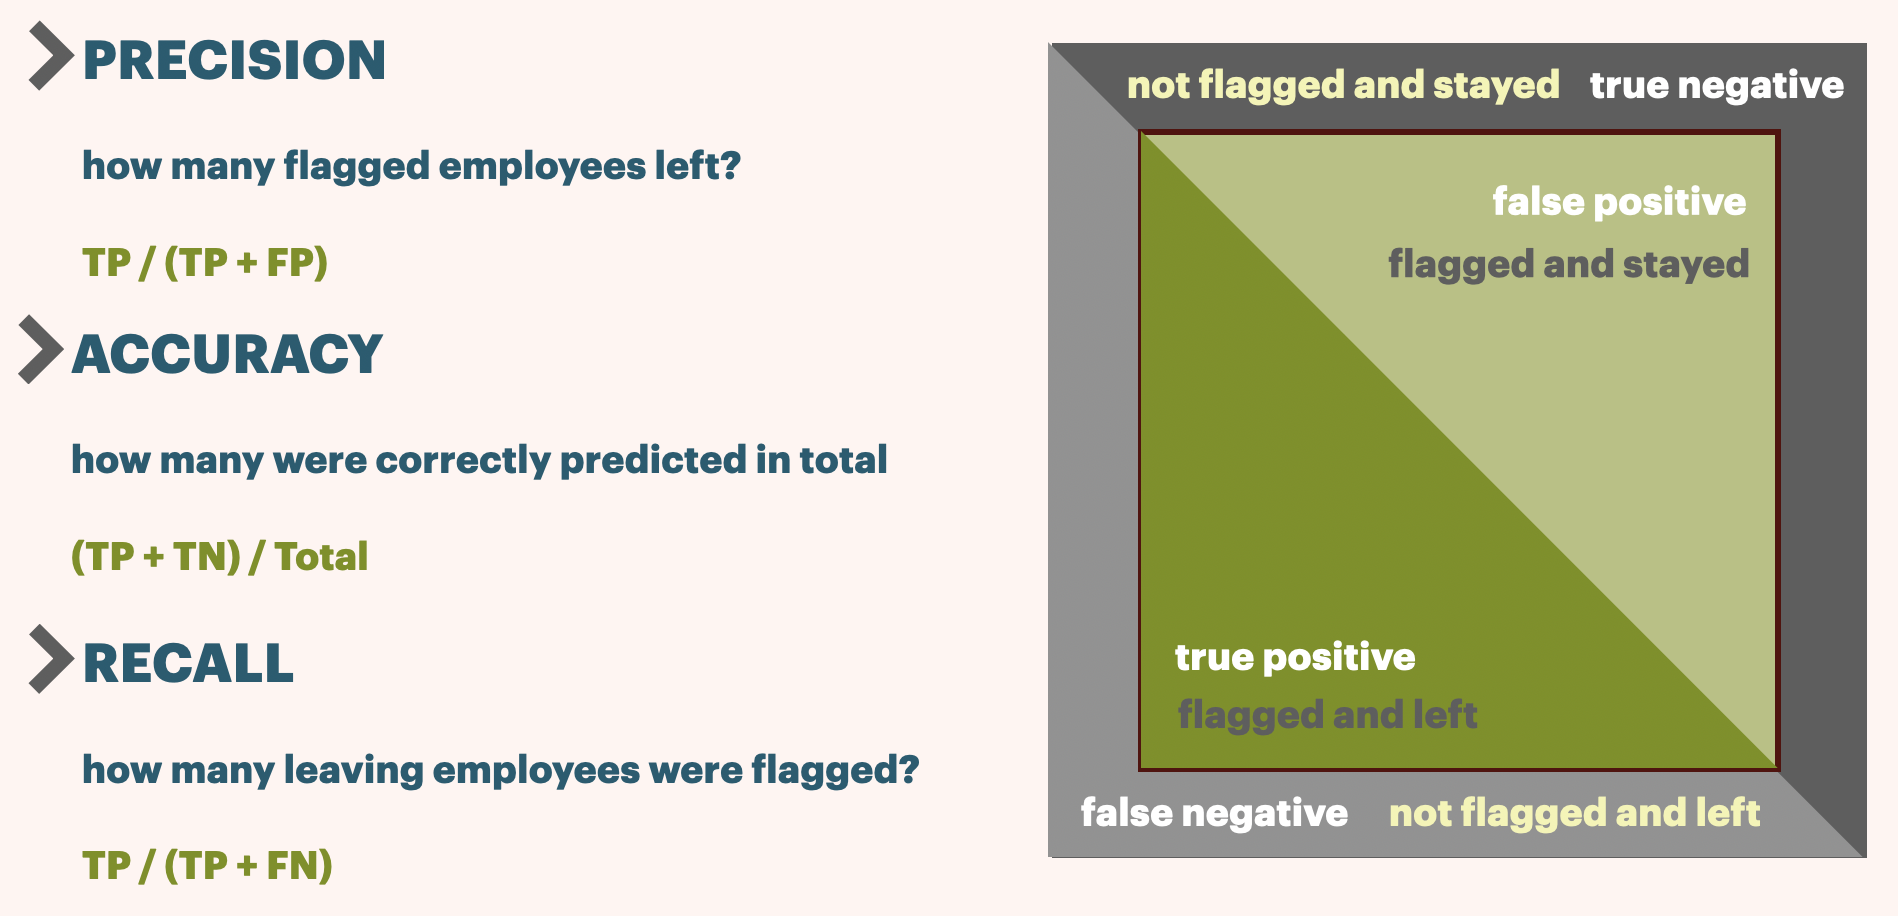 PRECISION
how many flagged employees left?
TP / (TP + FP)
ACCURACY
how many were correctly predicted in total
(TP + TN) / Total
RECALL
how many leaving employees were flagged?
TP / (TP + FN)
not flagged and stayed true negative
false positive
flagged and stayed
true positive
flagged and left
false negative not flagged and left